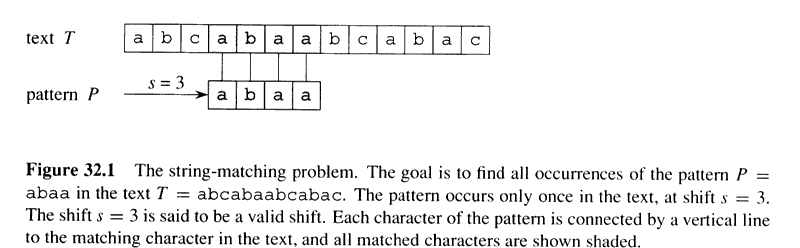 text T a b c a b a a b c a b a c
s = 3
pattern P a b a a
Figure 32.1 The string-matching problem. The goal is to find all occurrences of the pattern P =
abaa in the text T = abcabaabcabac. The pattern occurs only once in the text, at shift s = 3.
The shift s = 3 is said to be a valid shift. Each character of the pattern is connected by a vertical line
to the matching character in the text, and all matched characters are shown shaded.